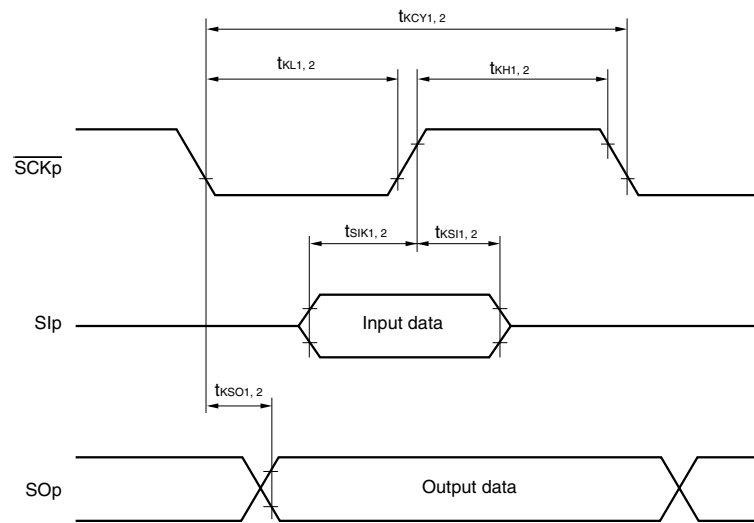 tKCY1, 2
tKL1, 2
tKH1, 2
SCKp
tSIK1, 2
tKSI1, 2
SIp
Input data
tKSO1, 2
SOp
Output data